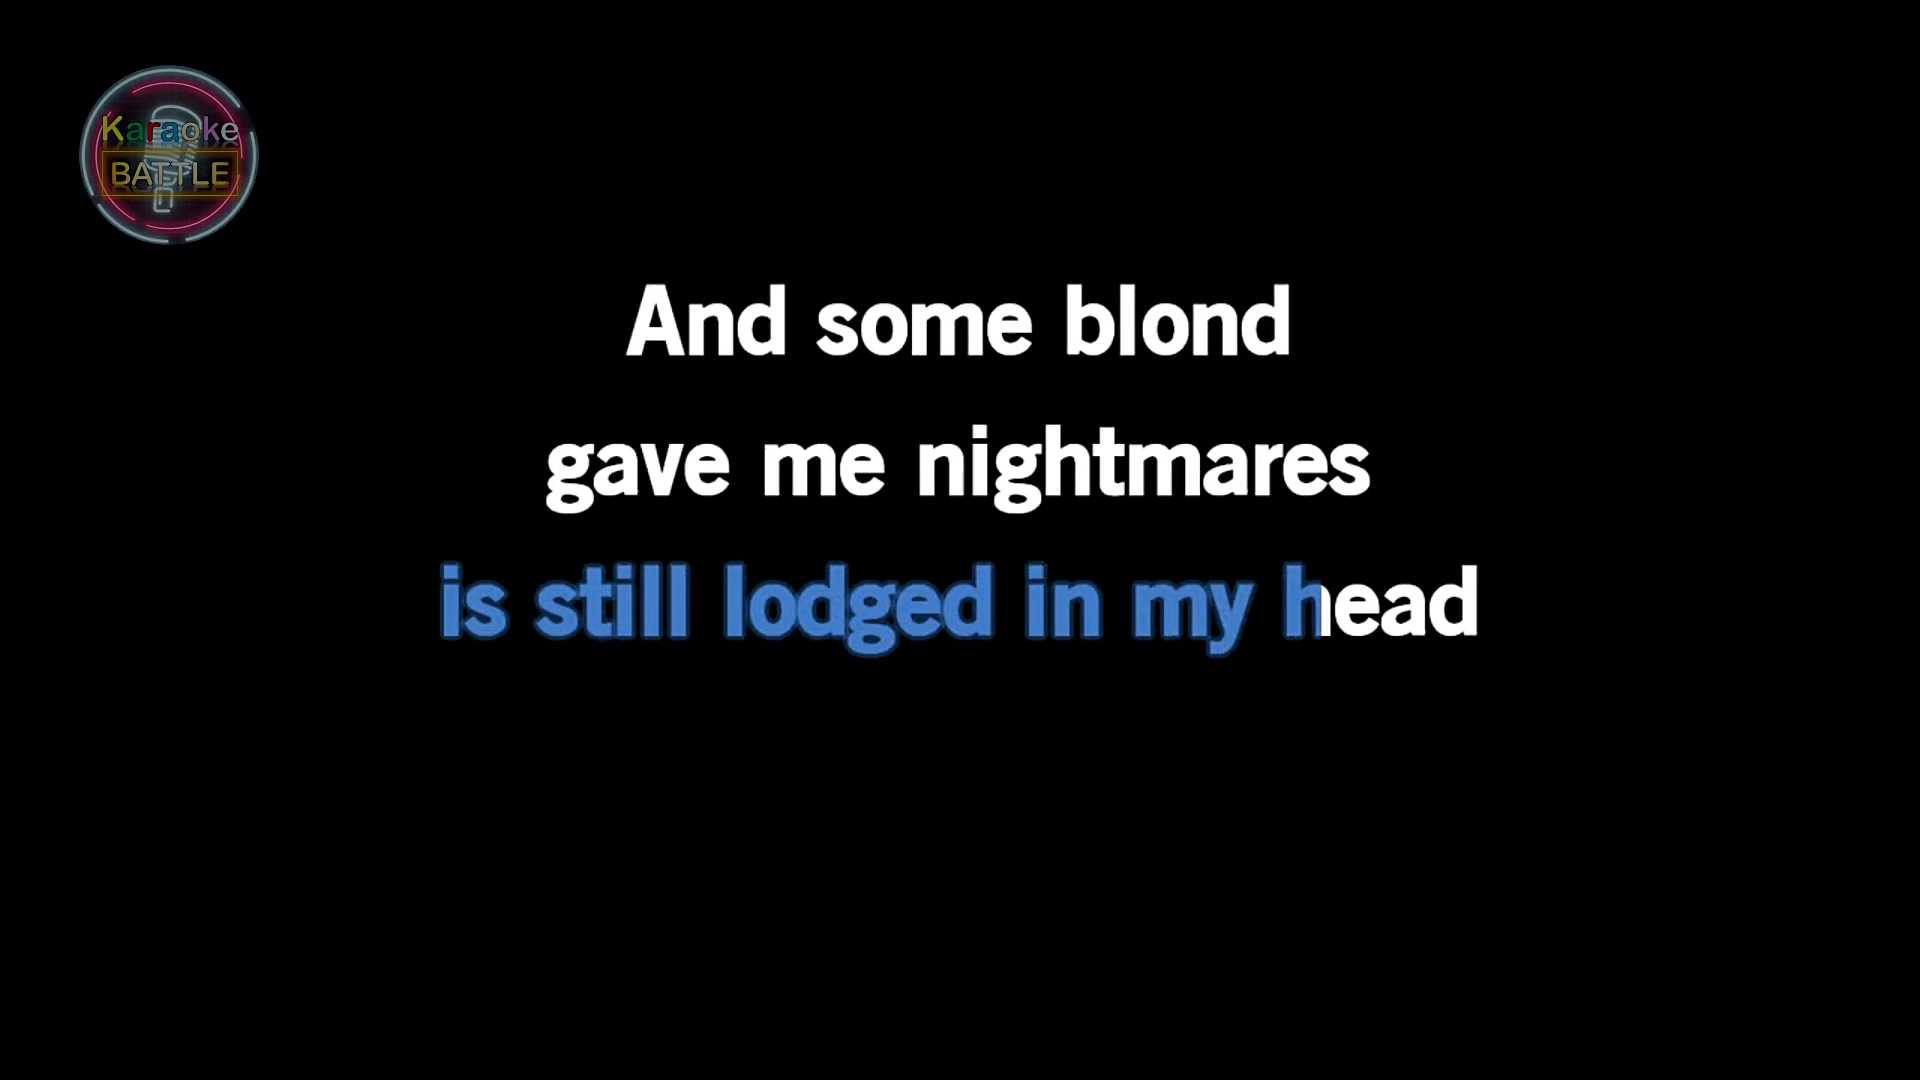 Karaoke
BATTLE
And some blond
gave me nightmares
is still lodged in my head